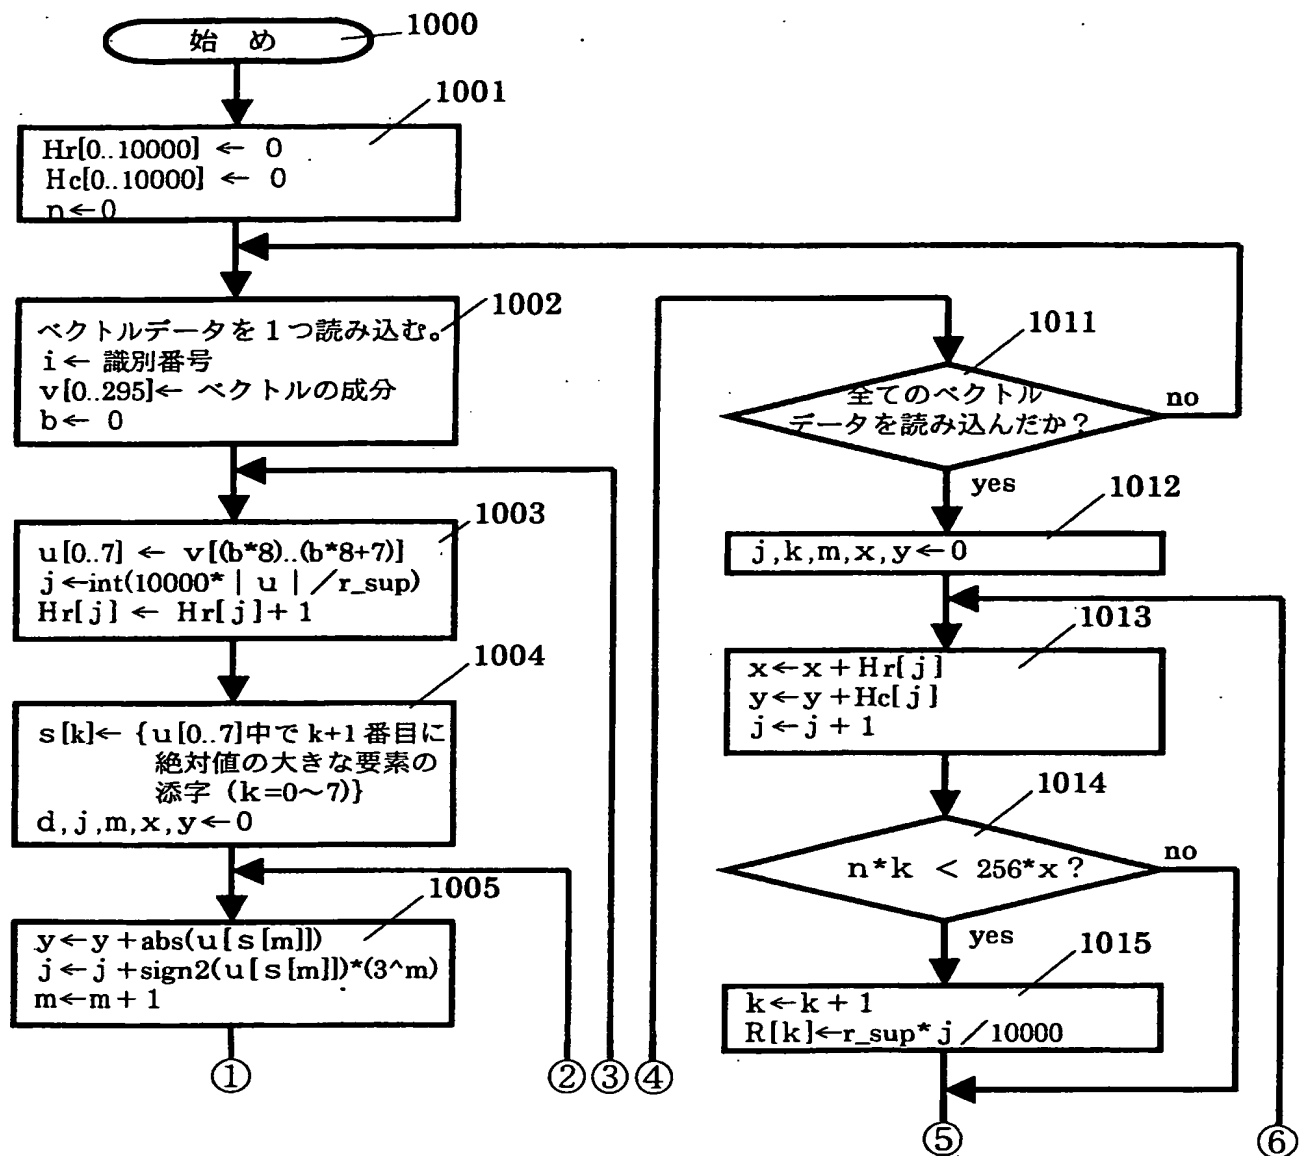 始 め
1000
1001
Hr[0..10000] ← 0
Hc[0..10000] ← 0
n←0
1002
ベクトルデータを1つ読み込む。
i← 識別番号
v[0..295]← ベクトルの成分
b← 0
1003
u[0..7] ← v[(b*8)..(b*8+7)]
j←int(10000*|u|/r_sup)
Hr[j] ← Hr[j]+1
1004
s[k]← {u[0..7]中でk+1番目に
絶対値の大きな要素の
添字 (k=0~7)}
d,j,m,x,y←0
1005
y←y+abs(u[s[m]])
j←j+sign2(u[s[m]])*(3^m)
m←m+1
①
②
③
④
1011
全てのベクトル
データを読み込んだか?
no
yes
1012
j,k,m,x,y←0
1013
x←x+Hr[j]
y←y+Hc[j]
j←j+1
1014
n*k < 256*x?
no
yes
1015
k←k+1
R[k]←r_sup*j/10000
⑤
⑥